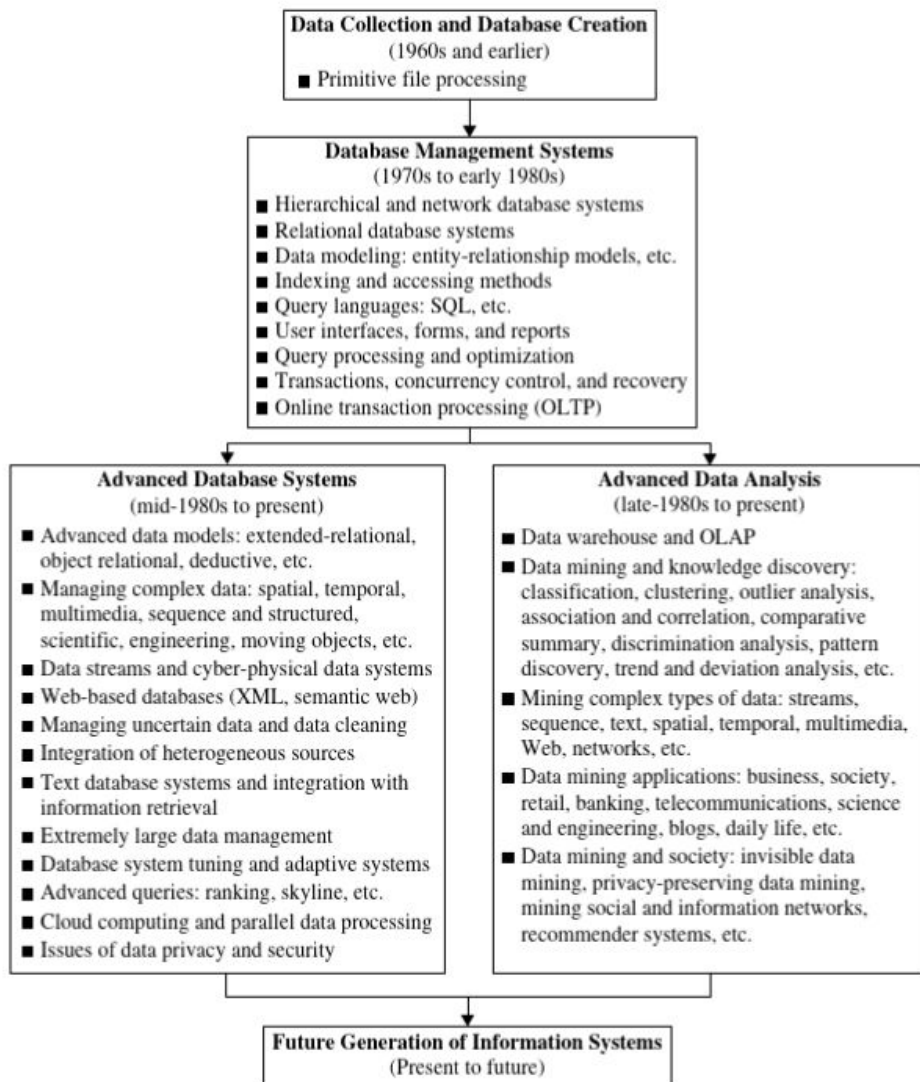 Data Collection and Database Creation
(1960s and earlier)
■ Primitive file processing
Database Management Systems
(1970s to early 1980s)
■ Hierarchical and network database systems
■ Relational database systems
■ Data modeling: entity-relationship models, etc.
■ Indexing and accessing methods
■ Query languages: SQL, etc.
■ User interfaces, forms, and reports
■ Query processing and optimization
■ Transactions, concurrency control, and recovery
■ Online transaction processing (OLTP)
Advanced Database Systems
(mid-1980s to present)
■ Advanced data models: extended-relational,
object relational, deductive, etc.
■ Managing complex data: spatial, temporal,
multimedia, sequence and structured,
scientific, engineering, moving objects, etc.
■ Data streams and cyber-physical data systems
■ Web-based databases (XML, semantic web)
■ Managing uncertain data and data cleaning
■ Integration of heterogeneous sources
■ Text database systems and integration with
information retrieval
■ Extremely large data management
■ Database system tuning and adaptive systems
■ Advanced queries: ranking, skyline, etc.
■ Cloud computing and parallel data processing
■ Issues of data privacy and security
Advanced Data Analysis
(late-1980s to present)
■ Data warehouse and OLAP
■ Data mining and knowledge discovery:
classification, clustering, outlier analysis,
association and correlation, comparative
summary, discrimination analysis, pattern
discovery, trend and deviation analysis, etc.
■ Mining complex types of data: streams,
sequence, text, spatial, temporal, multimedia,
Web, networks, etc.
■ Data mining applications: business, society,
retail, banking, telecommunications, science
and engineering, blogs, daily life, etc.
■ Data mining and society: invisible data
mining, privacy-preserving data mining,
mining social and information networks,
recommender systems, etc.
Future Generation of Information Systems
(Present to future)